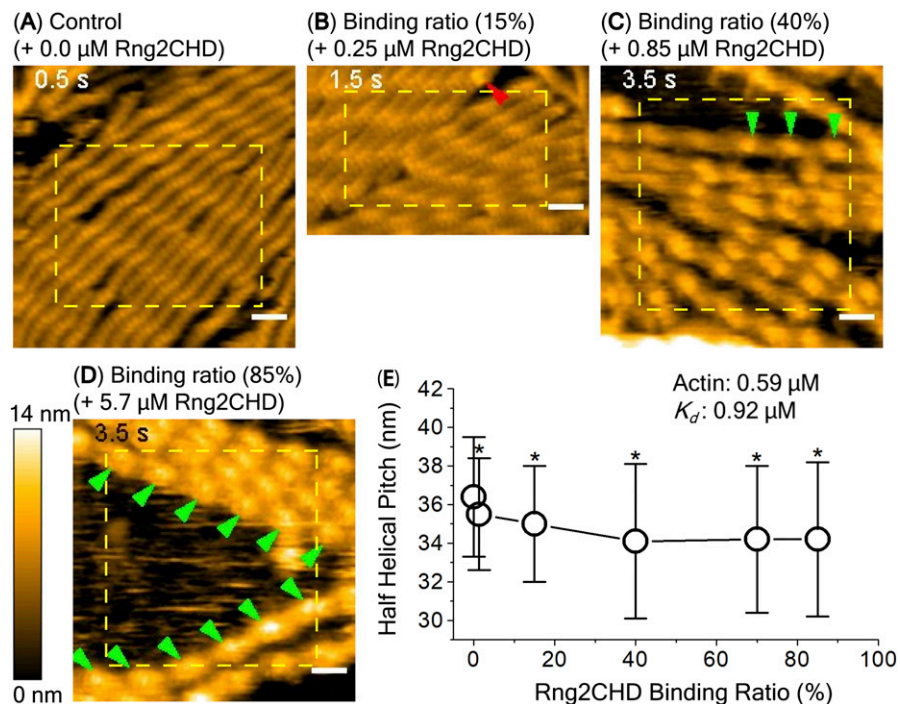 (A) Control
(+ 0.0 µM Rng2CHD)
0.5 s
(B) Binding ratio (15%)
(+ 0.25 µM Rng2CHD)
1.5 s
(C) Binding ratio (40%)
(+ 0.85 µM Rng2CHD)
3.5 s
(D) Binding ratio (85%)
(+ 5.7 µM Rng2CHD)
3.5 s
14 nm
0 nm
(E)
Actin: 0.59 µM
Kd: 0.92 µM
Half Helical Pitch (nm)
42
40
38
36
34
32
30
* * * * *
0 20 40 60 80 100
Rng2CHD Binding Ratio (%)